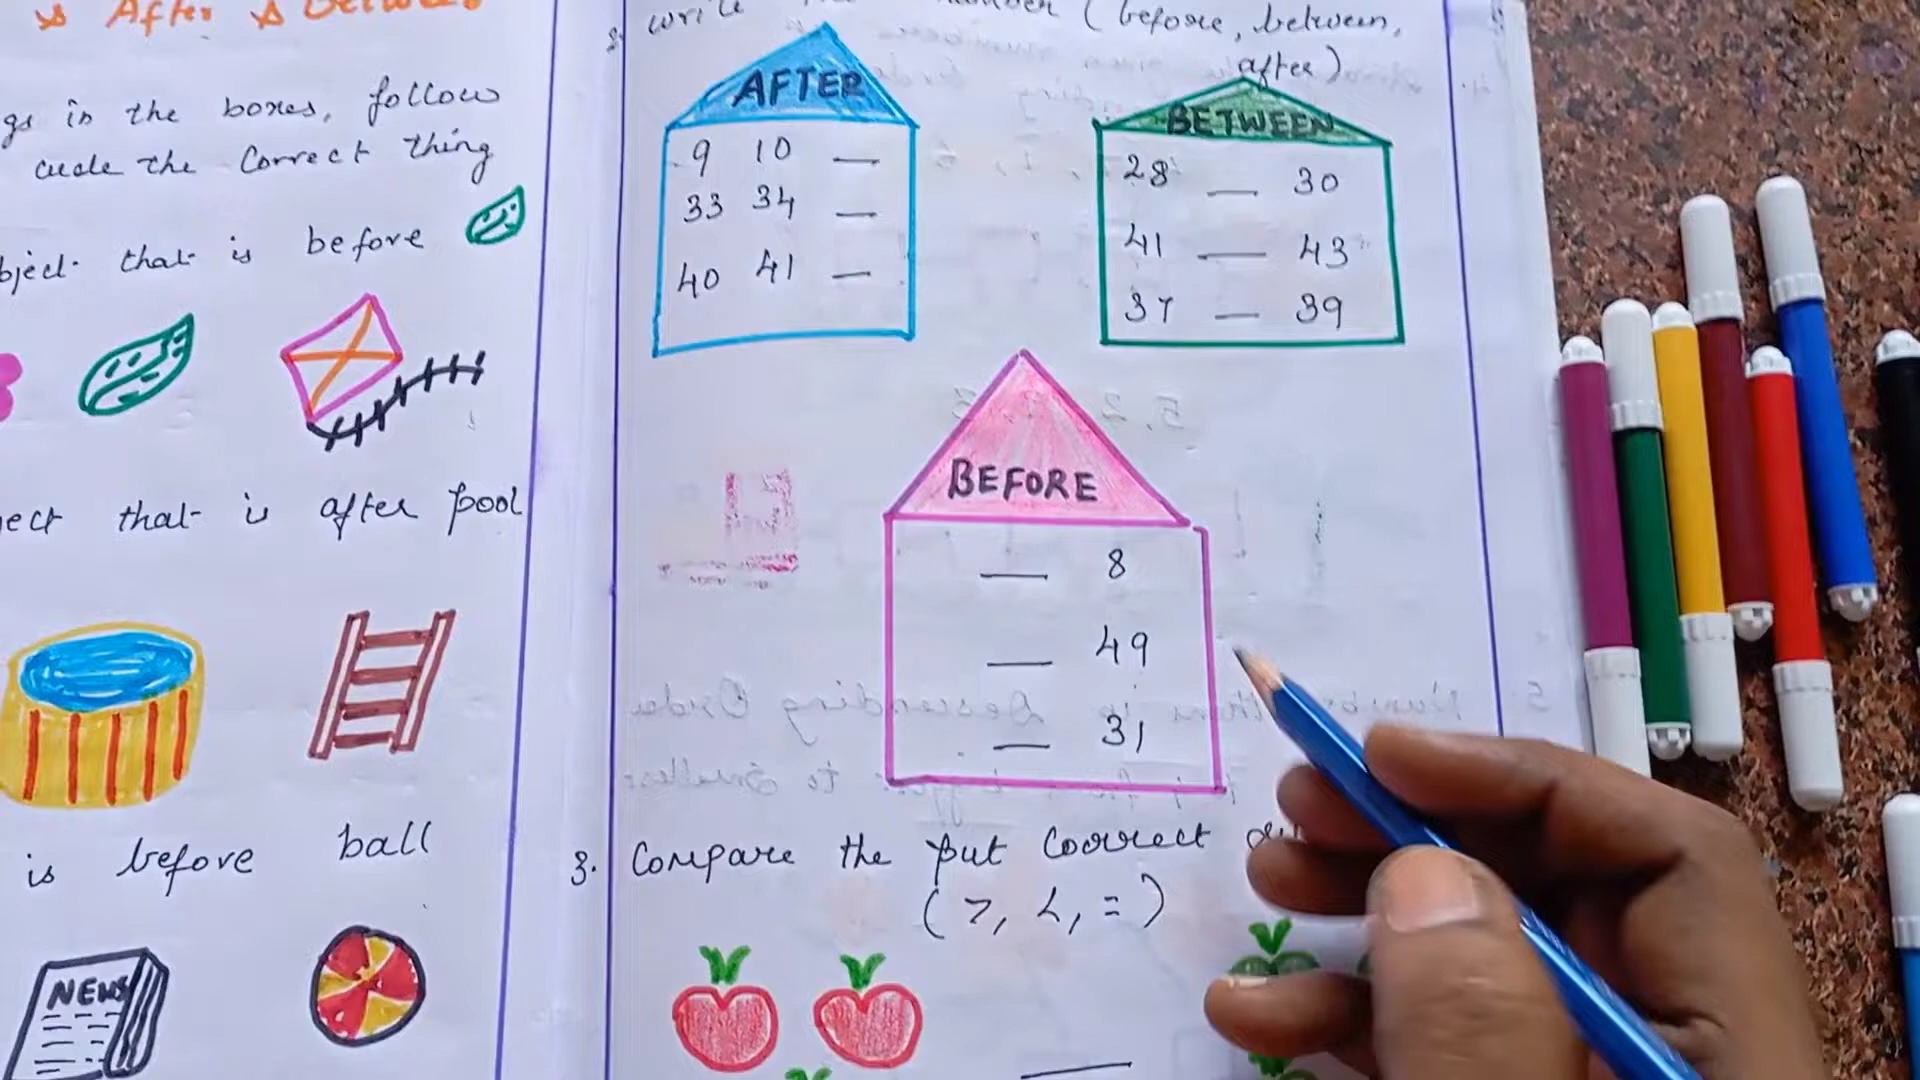 After Between
gs in the boxes, follow
circle the Correct thing
bject that is before
ject that is after pool
is before ball
NEWS
2. write number (before, between,
after)
AFTER
9 10 __
33 34 __
40 41 __
BETWEEN
28 __ 30
41 __ 43
37 __ 39
BEFORE
__ 8
__ 49
__ 31
3. Compare the put Correct
(>, <, =)